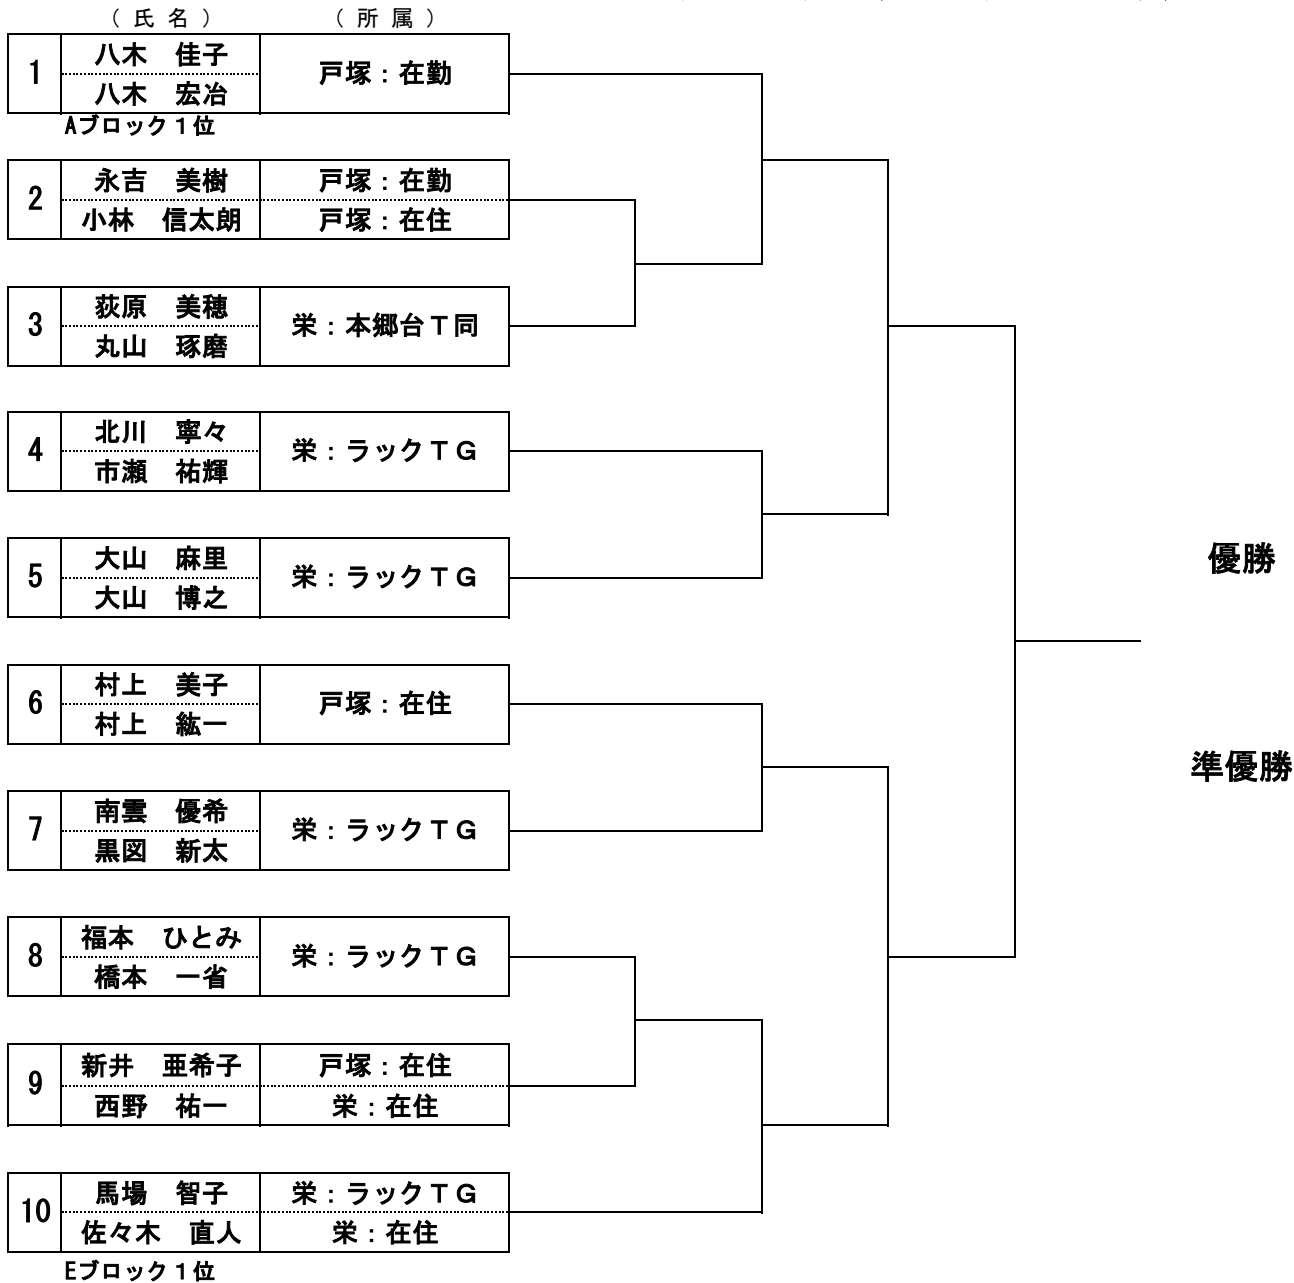 （ 氏 名 ）　（ 所 属 ）
1　八木　佳子　戸塚：在勤
八木　宏冶
Aブロック１位
2　永吉　美樹　戸塚：在勤
小林　信太朗　戸塚：在住
3　荻原　美穂　栄：本郷台Ｔ同
丸山　琢磨
4　北川　寧々　栄：ラックＴＧ
市瀬　祐輝
5　大山　麻里　栄：ラックＴＧ
大山　博之
優勝
6　村上　美子　戸塚：在住
村上　紘一
準優勝
7　南雲　優希　栄：ラックＴＧ
黒図　新太
8　福本　ひとみ　栄：ラックＴＧ
橋本　一省
9　新井　亜希子　戸塚：在住
西野　祐一　栄：在住
10　馬場　智子　栄：ラックＴＧ
佐々木　直人　栄：在住
Eブロック１位